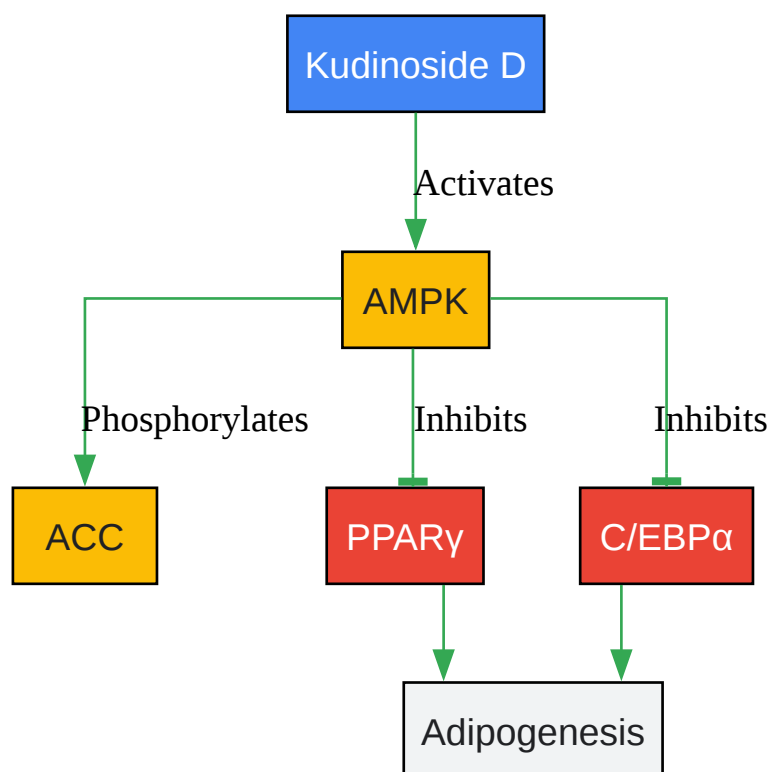 Kudinoside D
Activates
AMPK
Phosphorylates
Inhibits
Inhibits
ACC
PPARγ
C/EBPα
Adipogenesis